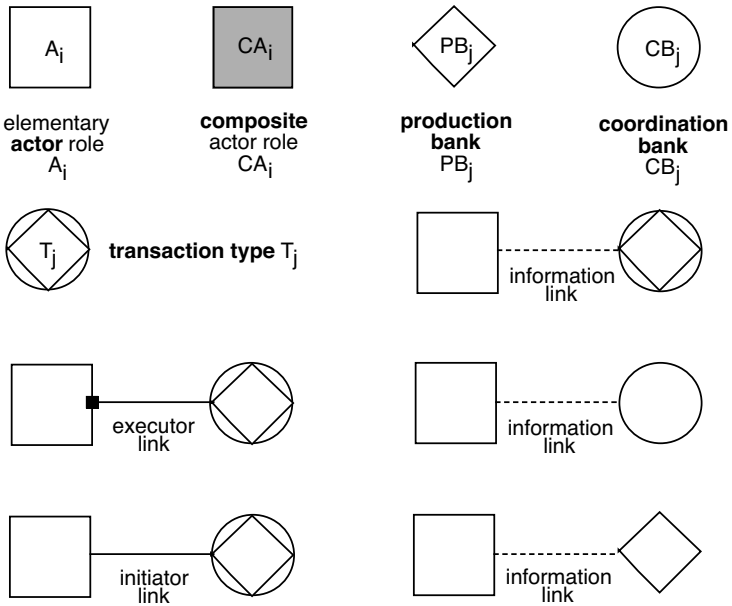 Ai
CAi
PBj
CBj
elementary
actor role
Ai
composite
actor role
CAi
production
bank
PBj
coordination
bank
CBj
Tj
transaction type Tj
information
link
executor
link
information
link
initiator
link
information
link